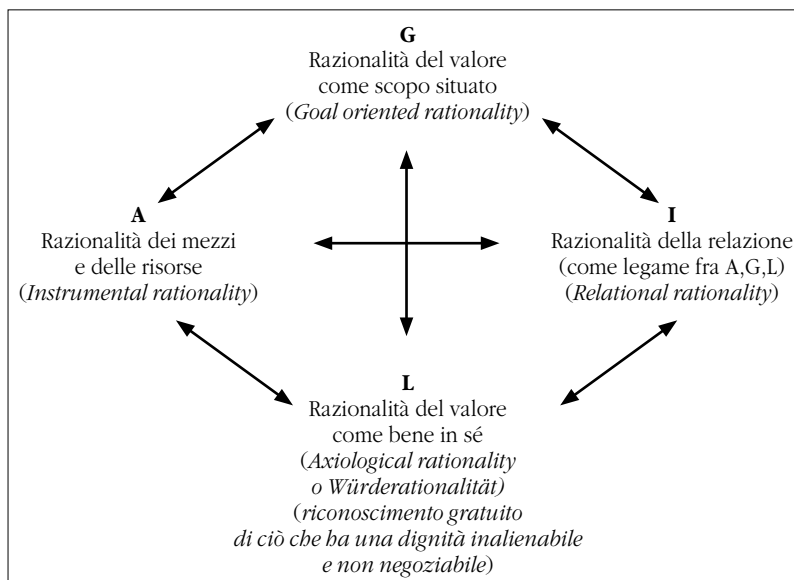 G
Razionalità del valore
come scopo situato
(Goal oriented rationality)
A
Razionalità dei mezzi
e delle risorse
(Instrumental rationality)
I
Razionalità della relazione
(come legame fra A,G,L)
(Relational rationality)
L
Razionalità del valore
come bene in sé
(Axiological rationality
o Würderationalität)
(riconoscimento gratuito
di ciò che ha una dignità inalienabile
e non negoziabile)